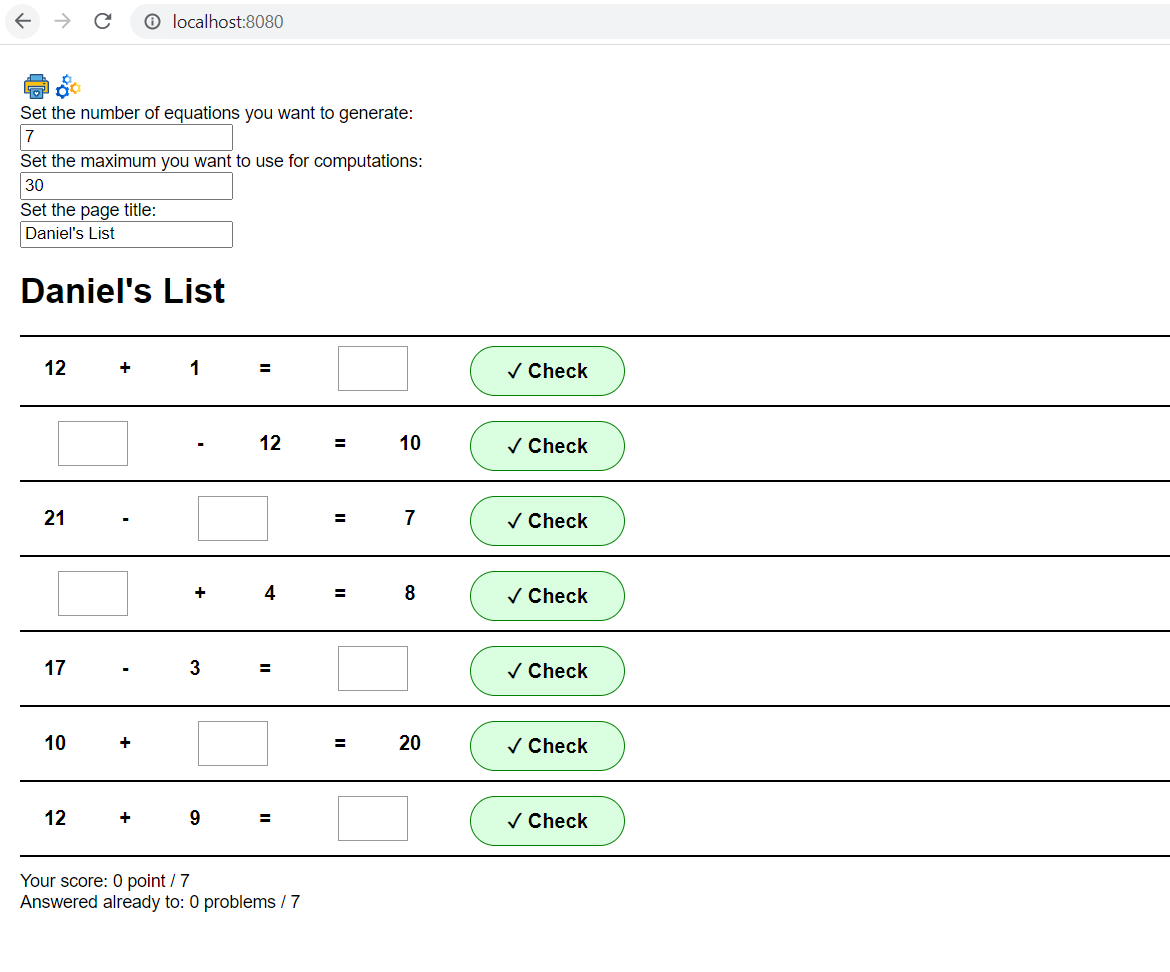 localhost:8080
Set the number of equations you want to generate:
7
Set the maximum you want to use for computations:
30
Set the page title:
Daniel's List
Daniel's List
12 + 1 = ✓ Check
- 12 = 10 ✓ Check
21 - = 7 ✓ Check
+ 4 = 8 ✓ Check
17 - 3 = ✓ Check
10 + = 20 ✓ Check
12 + 9 = ✓ Check
Your score: 0 point / 7
Answered already to: 0 problems / 7